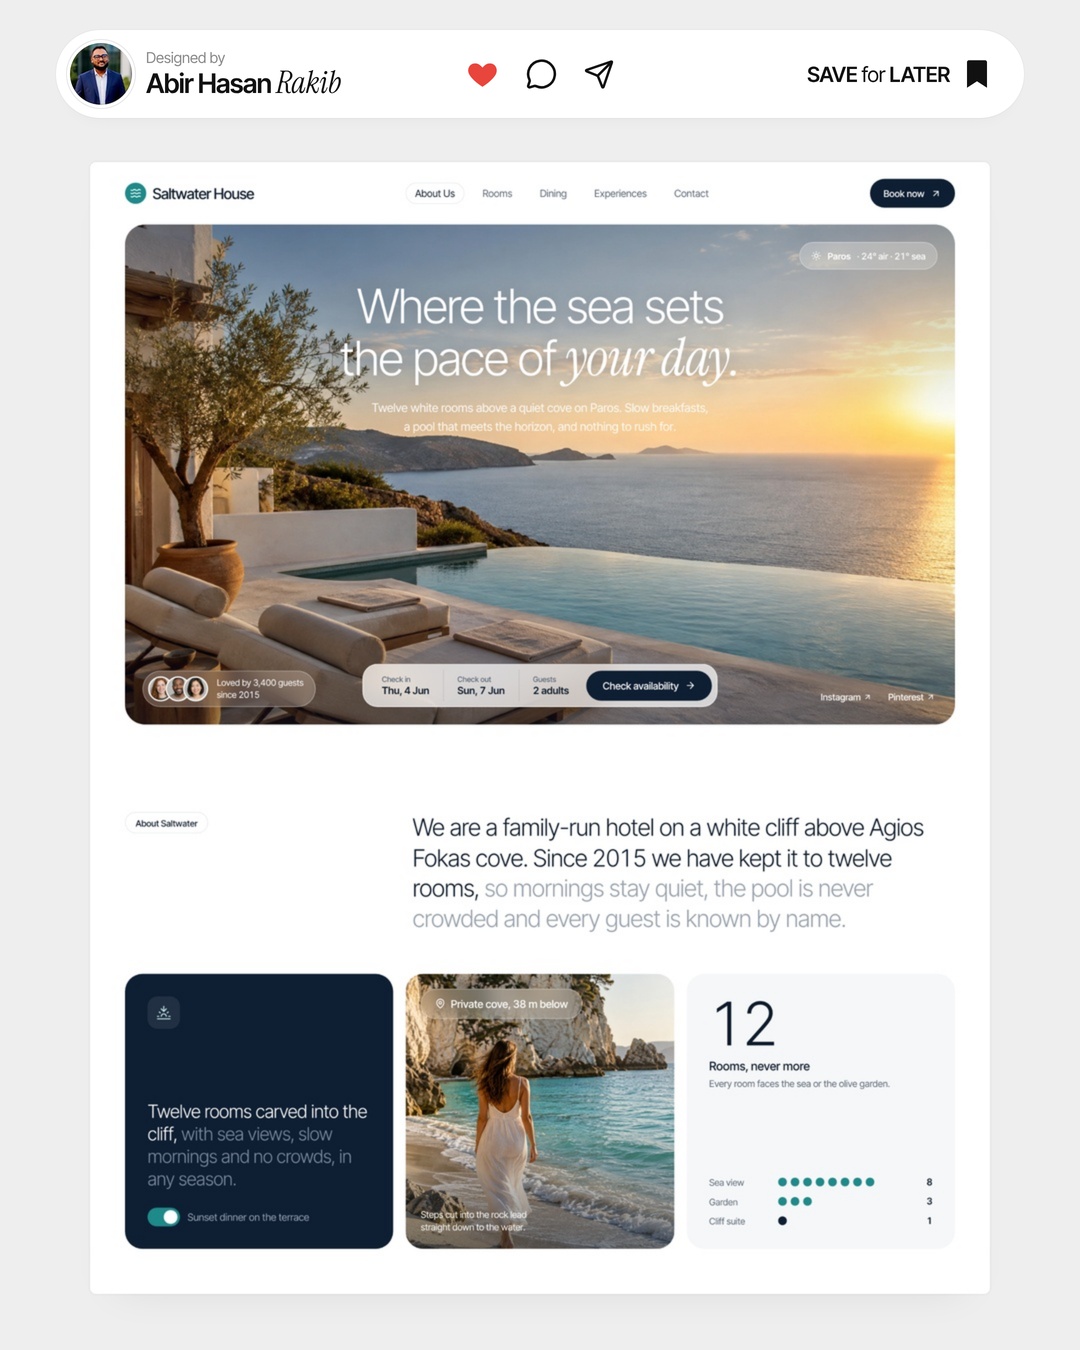 Designed by
Abir Hasan Rakib
SAVE for LATER
Saltwater House
About Us
Rooms
Dining
Experiences
Contact
Book now
Paros · 24° air · 21° sea
Where the sea sets
the pace of your day.
Twelve white rooms above a quiet cove on Paros. Slow breakfasts,
a pool that meets the horizon, and nothing to rush for.
Loved by 3,400 guests
since 2015
Check in
Thu, 4 Jun
Check out
Sun, 7 Jun
Guests
2 adults
Check availability
Instagram
Pinterest
About Saltwater
We are a family-run hotel on a white cliff above Agios
Fokas cove. Since 2015 we have kept it to twelve
rooms, so mornings stay quiet, the pool is never
crowded and every guest is known by name.
Twelve rooms carved into the
cliff, with sea views, slow
mornings and no crowds, in
any season.
Sunset dinner on the terrace
Private cove, 38 m below
Steps cut into the rock lead
straight down to the water.
12
Rooms, never more
Every room faces the sea or the olive garden.
Sea view 8
Garden 3
Cliff suite 1